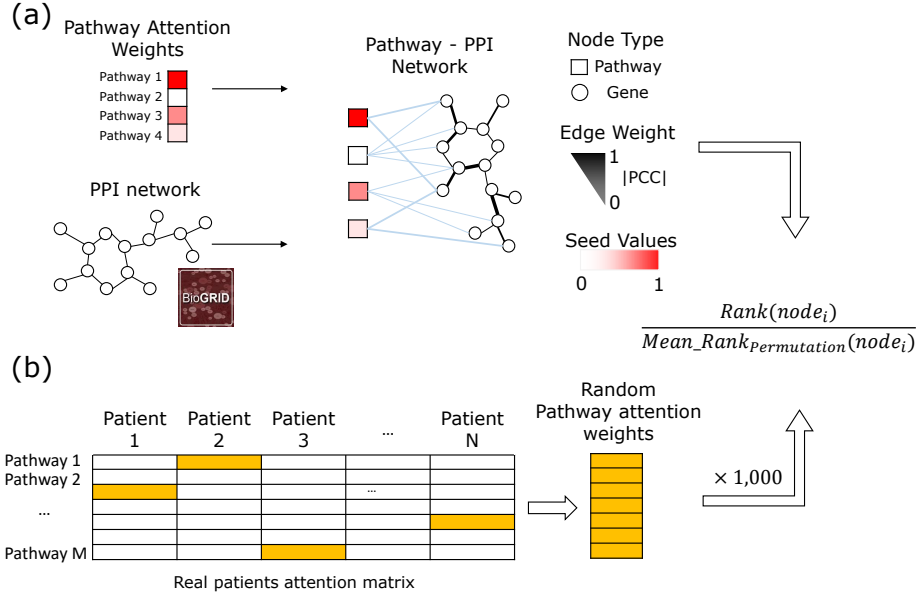 (a)
Pathway Attention
Weights
Pathway 1
Pathway 2
Pathway 3
Pathway 4
PPI network
BioGRID
Pathway - PPI
Network
Node Type
Pathway
Gene
Edge Weight
1
|PCC|
0
Seed Values
0 1
Rank(node_i)
Mean_Rank_Permutation(node_i)
(b)
Patient
1
Patient
2
Patient
3
...
Patient
N
Pathway 1
Pathway 2
...
...
Pathway M
Real patients attention matrix
Random
Pathway attention
weights
× 1,000